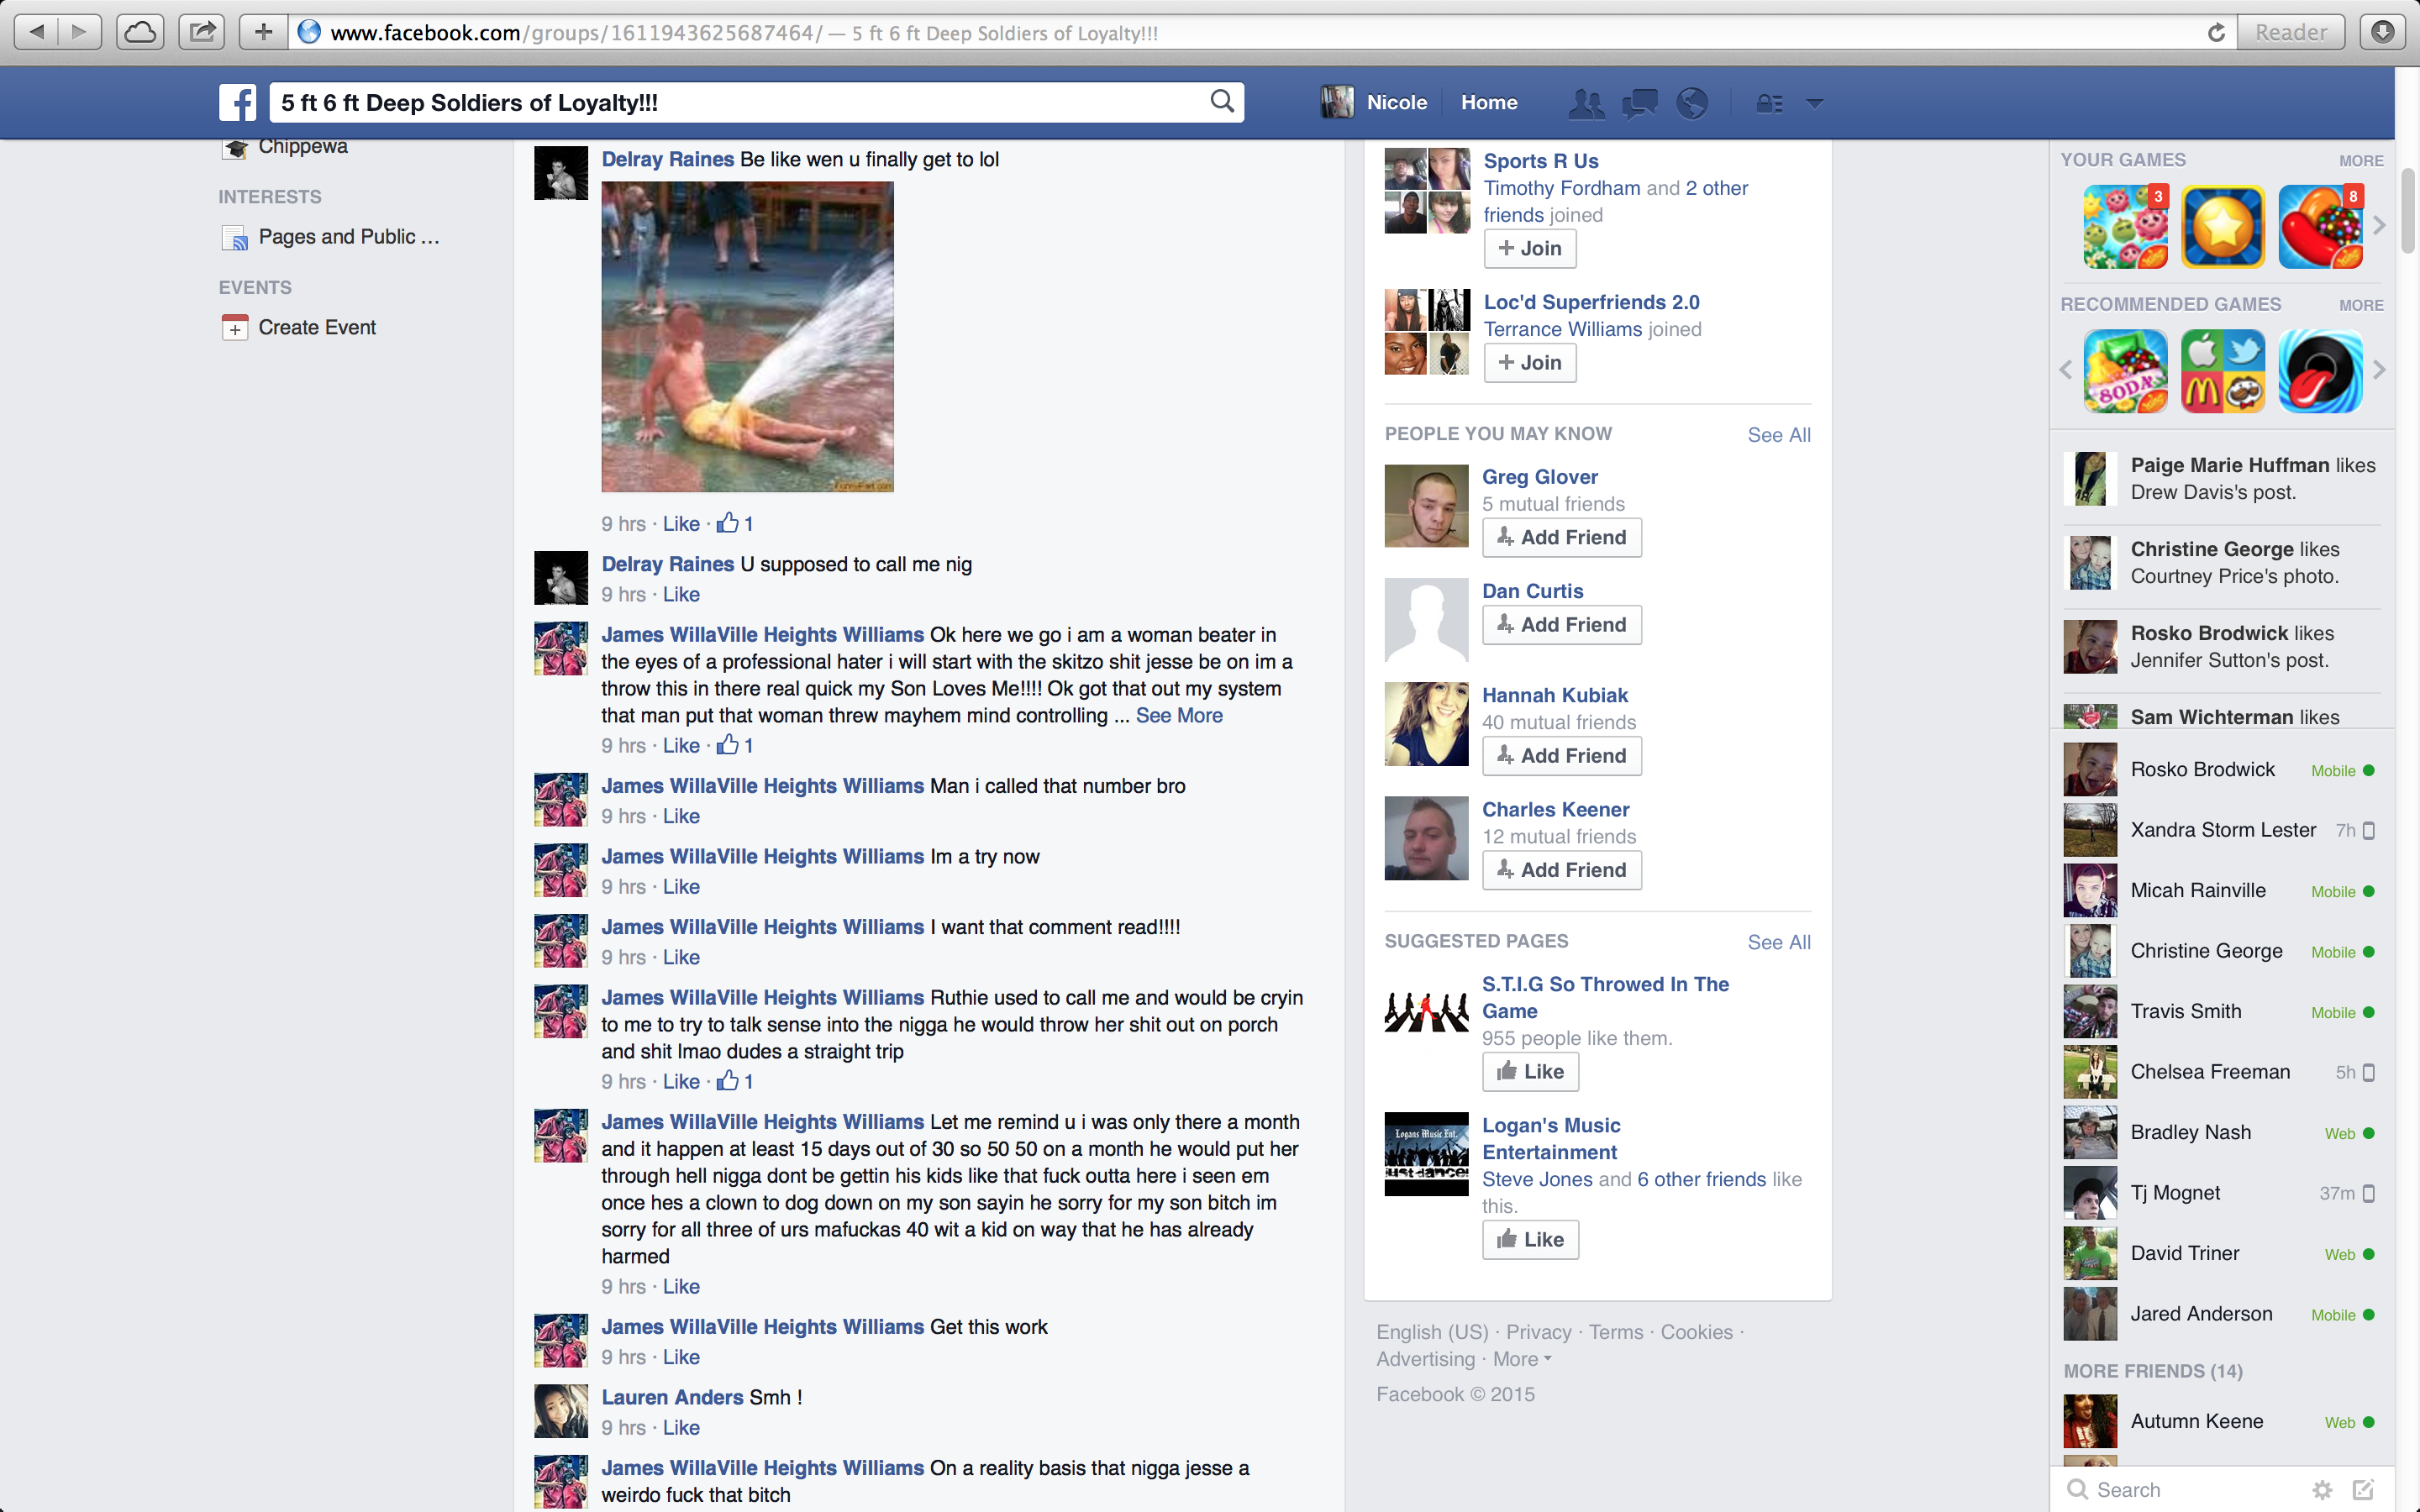 www.facebook.com/groups/1611943625687464/ — 5 ft 6 ft Deep Soldiers of Loyalty!!!
Reader
5 ft 6 ft Deep Soldiers of Loyalty!!!
Nicole
Home
Chippewa
INTERESTS
Pages and Public ...
EVENTS
Create Event
Delray Raines Be like wen u finally get to lol
9 hrs · Like · 1
Delray Raines U supposed to call me nig
9 hrs · Like
James WillaVille Heights Williams Ok here we go i am a woman beater in
the eyes of a professional hater i will start with the skitzo shit jesse be on im a
throw this in there real quick my Son Loves Me!!!! Ok got that out my system
that man put that woman threw mayhem mind controlling ... See More
9 hrs · Like · 1
James WillaVille Heights Williams Man i called that number bro
9 hrs · Like
James WillaVille Heights Williams Im a try now
9 hrs · Like
James WillaVille Heights Williams I want that comment read!!!!
9 hrs · Like
James WillaVille Heights Williams Ruthie used to call me and would be cryin
to me to try to talk sense into the nigga he would throw her shit out on porch
and shit lmao dudes a straight trip
9 hrs · Like · 1
James WillaVille Heights Williams Let me remind u i was only there a month
and it happen at least 15 days out of 30 so 50 50 on a month he would put her
through hell nigga dont be gettin his kids like that fuck outta here i seen em
once hes a clown to dog down on my son sayin he sorry for my son bitch im
sorry for all three of urs mafuckas 40 wit a kid on way that he has already
harmed
9 hrs · Like
James WillaVille Heights Williams Get this work
9 hrs · Like
Lauren Anders Smh !
9 hrs · Like
James WillaVille Heights Williams On a reality basis that nigga jesse a
weirdo fuck that bitch
Sports R Us
Timothy Fordham and 2 other
friends joined
+ Join
Loc'd Superfriends 2.0
Terrance Williams joined
+ Join
PEOPLE YOU MAY KNOW
See All
Greg Glover
5 mutual friends
Add Friend
Dan Curtis
Add Friend
Hannah Kubiak
40 mutual friends
Add Friend
Charles Keener
12 mutual friends
Add Friend
SUGGESTED PAGES
See All
S.T.I.G So Throwed In The
Game
955 people like them.
Like
Logans Music Ent.
just dance!
Logan's Music
Entertainment
Steve Jones and 6 other friends like
this.
Like
English (US) · Privacy · Terms · Cookies ·
Advertising · More
Facebook © 2015
YOUR GAMES
MORE
3
8
RECOMMENDED GAMES
MORE
SODA
Paige Marie Huffman likes
Drew Davis's post.
Christine George likes
Courtney Price's photo.
Rosko Brodwick likes
Jennifer Sutton's post.
Sam Wichterman likes
Rosko Brodwick Mobile
Xandra Storm Lester 7h
Micah Rainville Mobile
Christine George Mobile
Travis Smith Mobile
Chelsea Freeman 5h
Bradley Nash Web
Tj Mognet 37m
David Triner Web
Jared Anderson Mobile
MORE FRIENDS (14)
Autumn Keene Web
Search